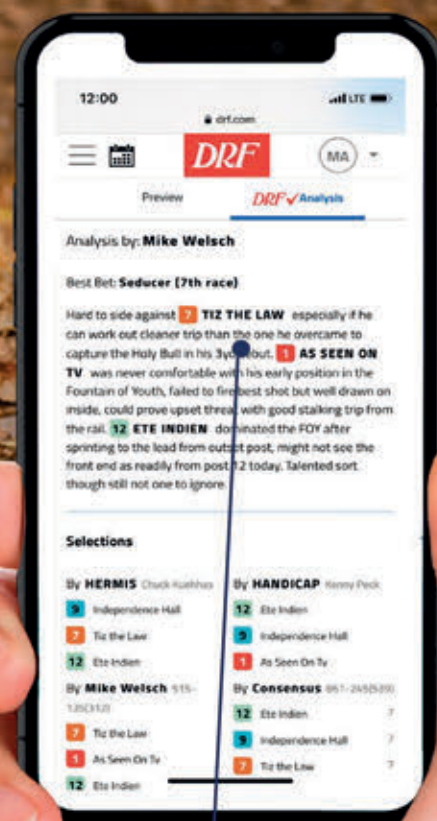 12:00
LTE
drf.com
DRF
MA
Preview
DRF Analysis
Analysis by: Mike Welsch
Best Bet: Seducer (7th race)
Hard to side against 7 TIZ THE LAW especially if he
can work out cleaner trip than the one he overcame to
capture the Holy Bull in his 3yo debut. 1 AS SEEN ON
TV was never comfortable with his early position in the
Fountain of Youth, failed to fire best shot but well drawn on
inside, could prove upset threat with good stalking trip from
the rail. 12 ETE INDIEN dominated the FOY after
sprinting to the lead from outset post, might not see the
front end as readily from post 12 today. Talented sort
though still not one to ignore.
Selections
By HERMIS Chuck
9 Independence Hall
7 Tiz the Law
12 Ete Indien
By HANDICAP Kenny Peck
12 Ete Indien
9 Independence Hall
1 As Seen On Tv
By Mike Welsch 515-
7 Tiz the Law
1 As Seen On Tv
12 Ete Indien
By Consensus
12 Ete Indien 7
9 Independence Hall 7
7 Tiz the Law